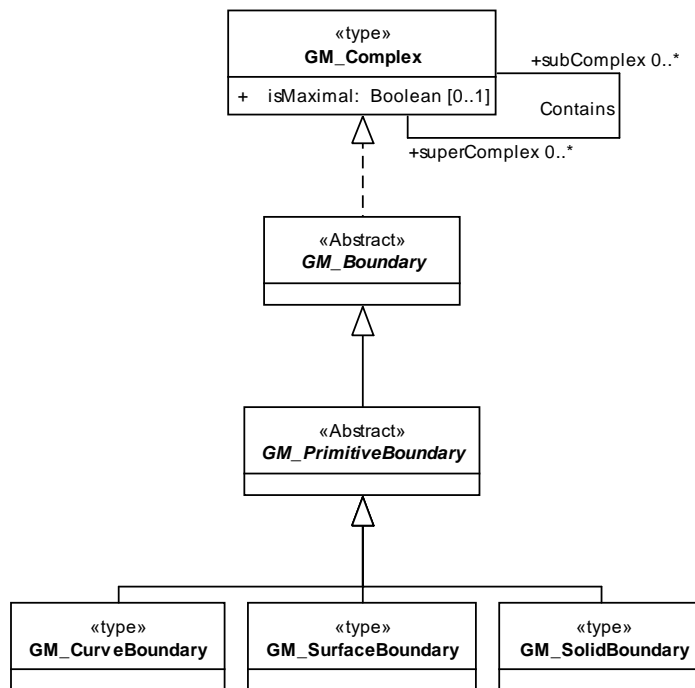 «type»
GM_Complex
+subComplex 0..*
+ isMaximal: Boolean [0..1]
Contains
+superComplex 0..*
«Abstract»
GM_Boundary
«Abstract»
GM_PrimitiveBoundary
«type»
GM_CurveBoundary
«type»
GM_SurfaceBoundary
«type»
GM_SolidBoundary